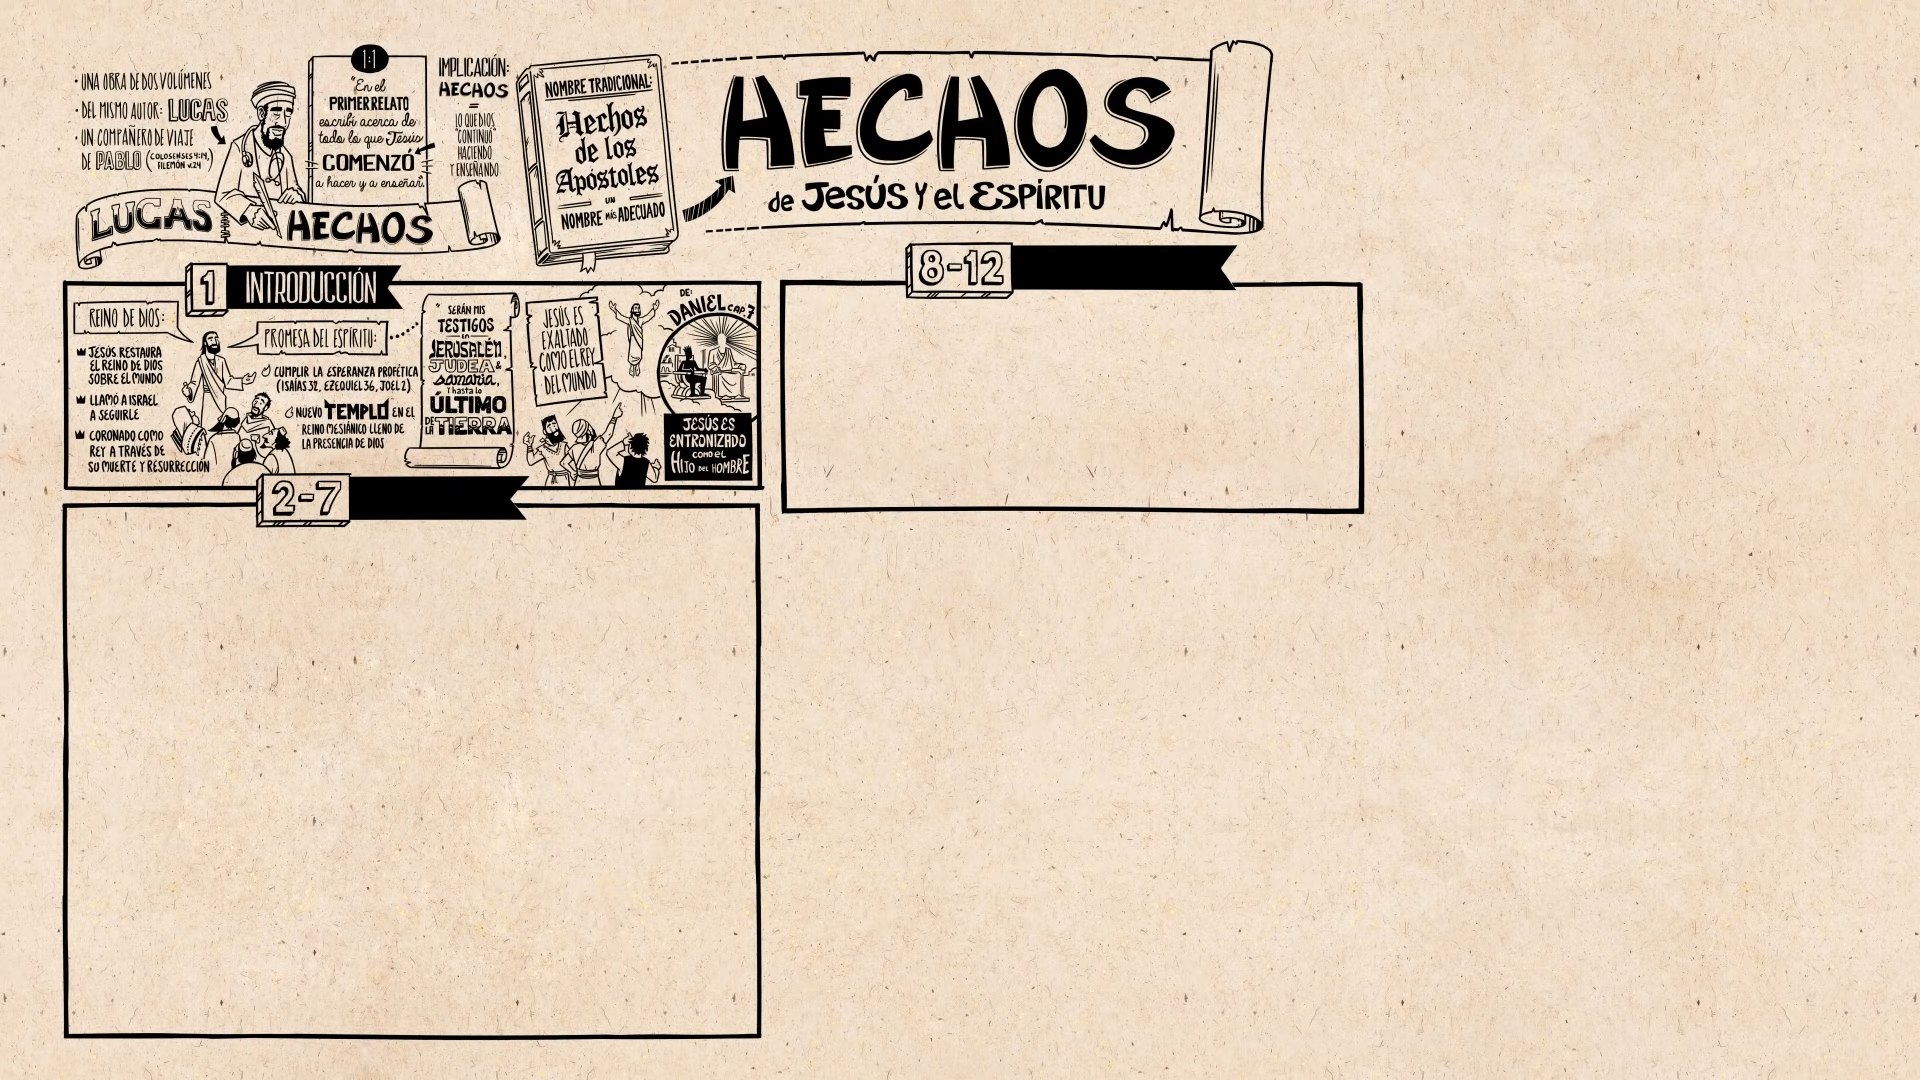 • UNA OBRA DE DOS VOLÚMENES
• DEL MISMO AUTOR: LUCAS
• UN COMPAÑERO DE VIAJE
DE PABLO (COLOSENSES 4:14,
FILEMÓN v.24)
LUCAS
HECHOS
1:1
"En el
PRIMER RELATO
escribí acerca de
todo lo que Jesús
COMENZÓ
a hacer y a enseñar."
IMPLICACIÓN:
HECHOS
=
LO QUE DIOS
"CONTINUÓ"
HACIENDO
Y ENSEÑANDO
NOMBRE TRADICIONAL:
Hechos
de los
Apóstoles
UN
NOMBRE MÁS ADECUADO
HECHOS
de Jesús y el ESPÍRITU
1 INTRODUCCIÓN
REINO DE DIOS:
JESÚS RESTAURA
EL REINO DE DIOS
SOBRE EL MUNDO
LLAMÓ A ISRAEL
A SEGUIRLE
CORONADO COMO
REY A TRAVÉS DE
SU MUERTE Y RESURRECCIÓN
PROMESA DEL ESPÍRITU:
CUMPLIR LA ESPERANZA PROFÉTICA
(ISAÍAS 32, EZEQUIEL 36, JOEL 2)
NUEVO TEMPLO EN EL
REINO MESIÁNICO LLENO DE
LA PRESENCIA DE DIOS
"SERÁN MIS
TESTIGOS
EN
JERUSALÉN,
JUDEA &
samaria,
Y hasta lo
ÚLTIMO
DE LA TIERRA
JESÚS ES
EXALTADO
COMO EL REY
DEL MUNDO
DE:
DANIEL CAP. 7
JESÚS ES
ENTRONIZADO
COMO EL
HIJO DEL HOMBRE
2-7
8-12